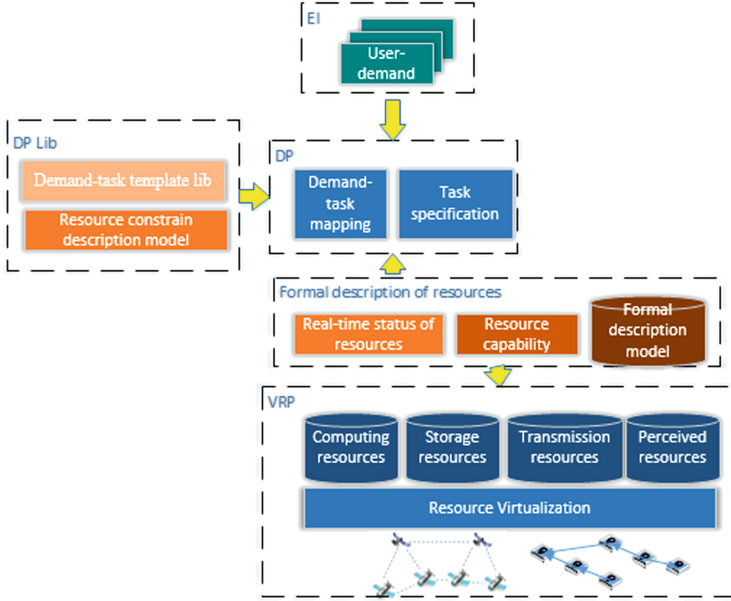 EI
User-
demand
DP Lib
Demand-task template lib
Resource constrain
description model
DP
Demand-
task
mapping
Task
specification
Formal description of resources
Real-time status of
resources
Resource
capability
Formal
description
model
VRP
Computing
resources
Storage
resources
Transmission
resources
Perceived
resources
Resource Virtualization